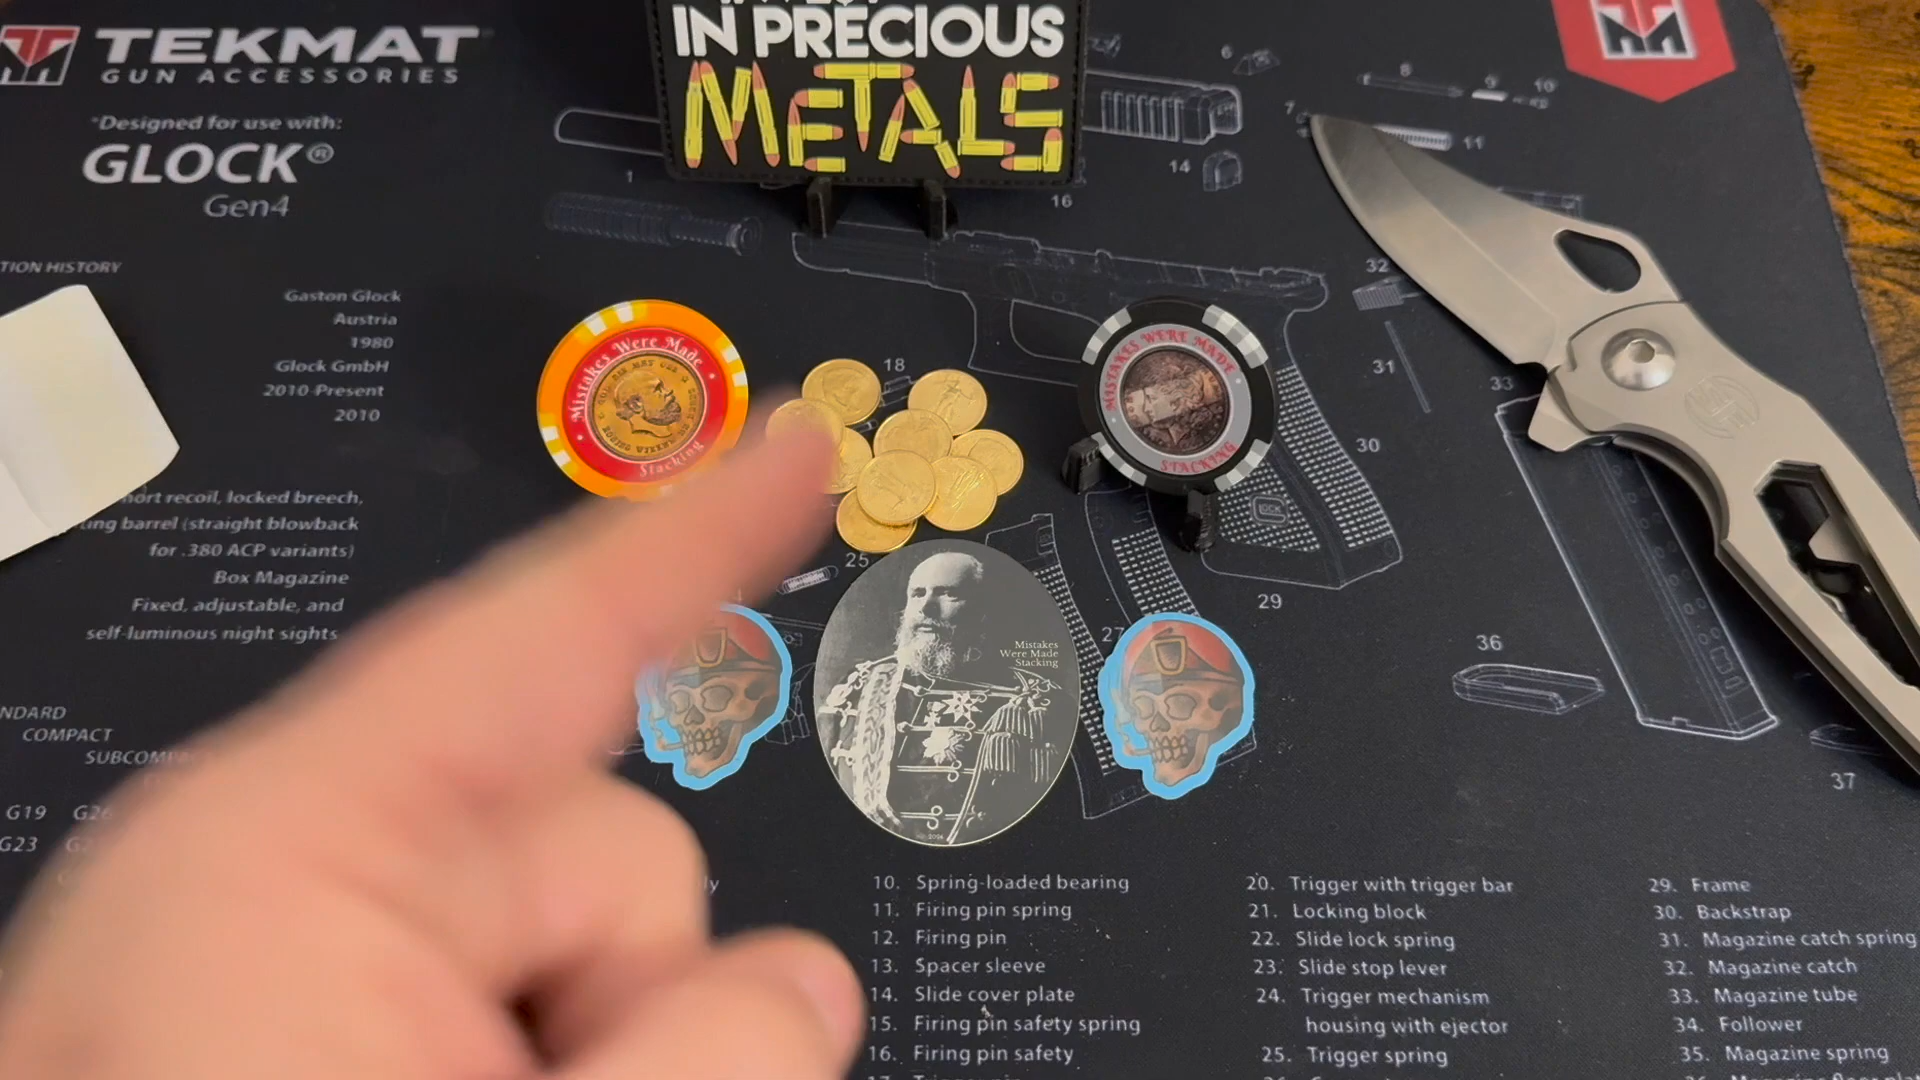 TEKMAT
GUN ACCESSORIES
"Designed for use with:
GLOCK®
Gen4
IN PRECIOUS
METALS
TION HISTORY
Gaston Glock
Austria
1980
Glock GmbH
2010-Present
2010
short recoil, locked breech,
barrel (straight blowback
for .380 ACP variants)
Box Magazine
Fixed, adjustable, and
self-luminous night sights
NDARD
COMPACT
G19
G23
Mistakes Were Made
Stacking
MISTAKES WERE MADE
STACKING
Mistakes
Were Made
Stacking
1
6
7
8
9
10
11
14
16
18
25
27
29
30
31
32
33
36
37
10. Spring-loaded bearing
11. Firing pin spring
12. Firing pin
13. Spacer sleeve
14. Slide cover plate
15. Firing pin safety spring
16. Firing pin safety
20. Trigger with trigger bar
21. Locking block
22. Slide lock spring
23. Slide stop lever
24. Trigger mechanism
housing with ejector
25. Trigger spring
29. Frame
30. Backstrap
31. Magazine catch spring
32. Magazine catch
33. Magazine tube
34. Follower
35. Magazine spring